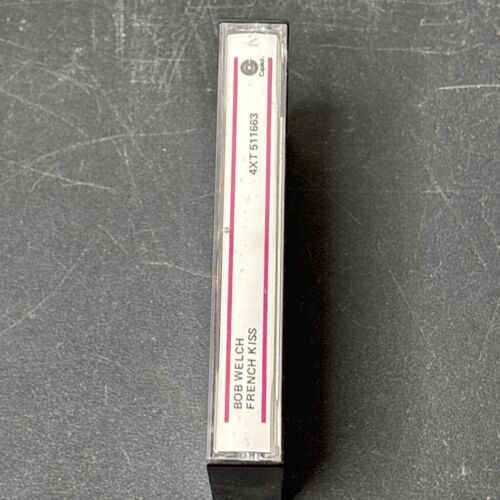 BOB WELCH
FRENCH KISS
4XT 511663
Capitol